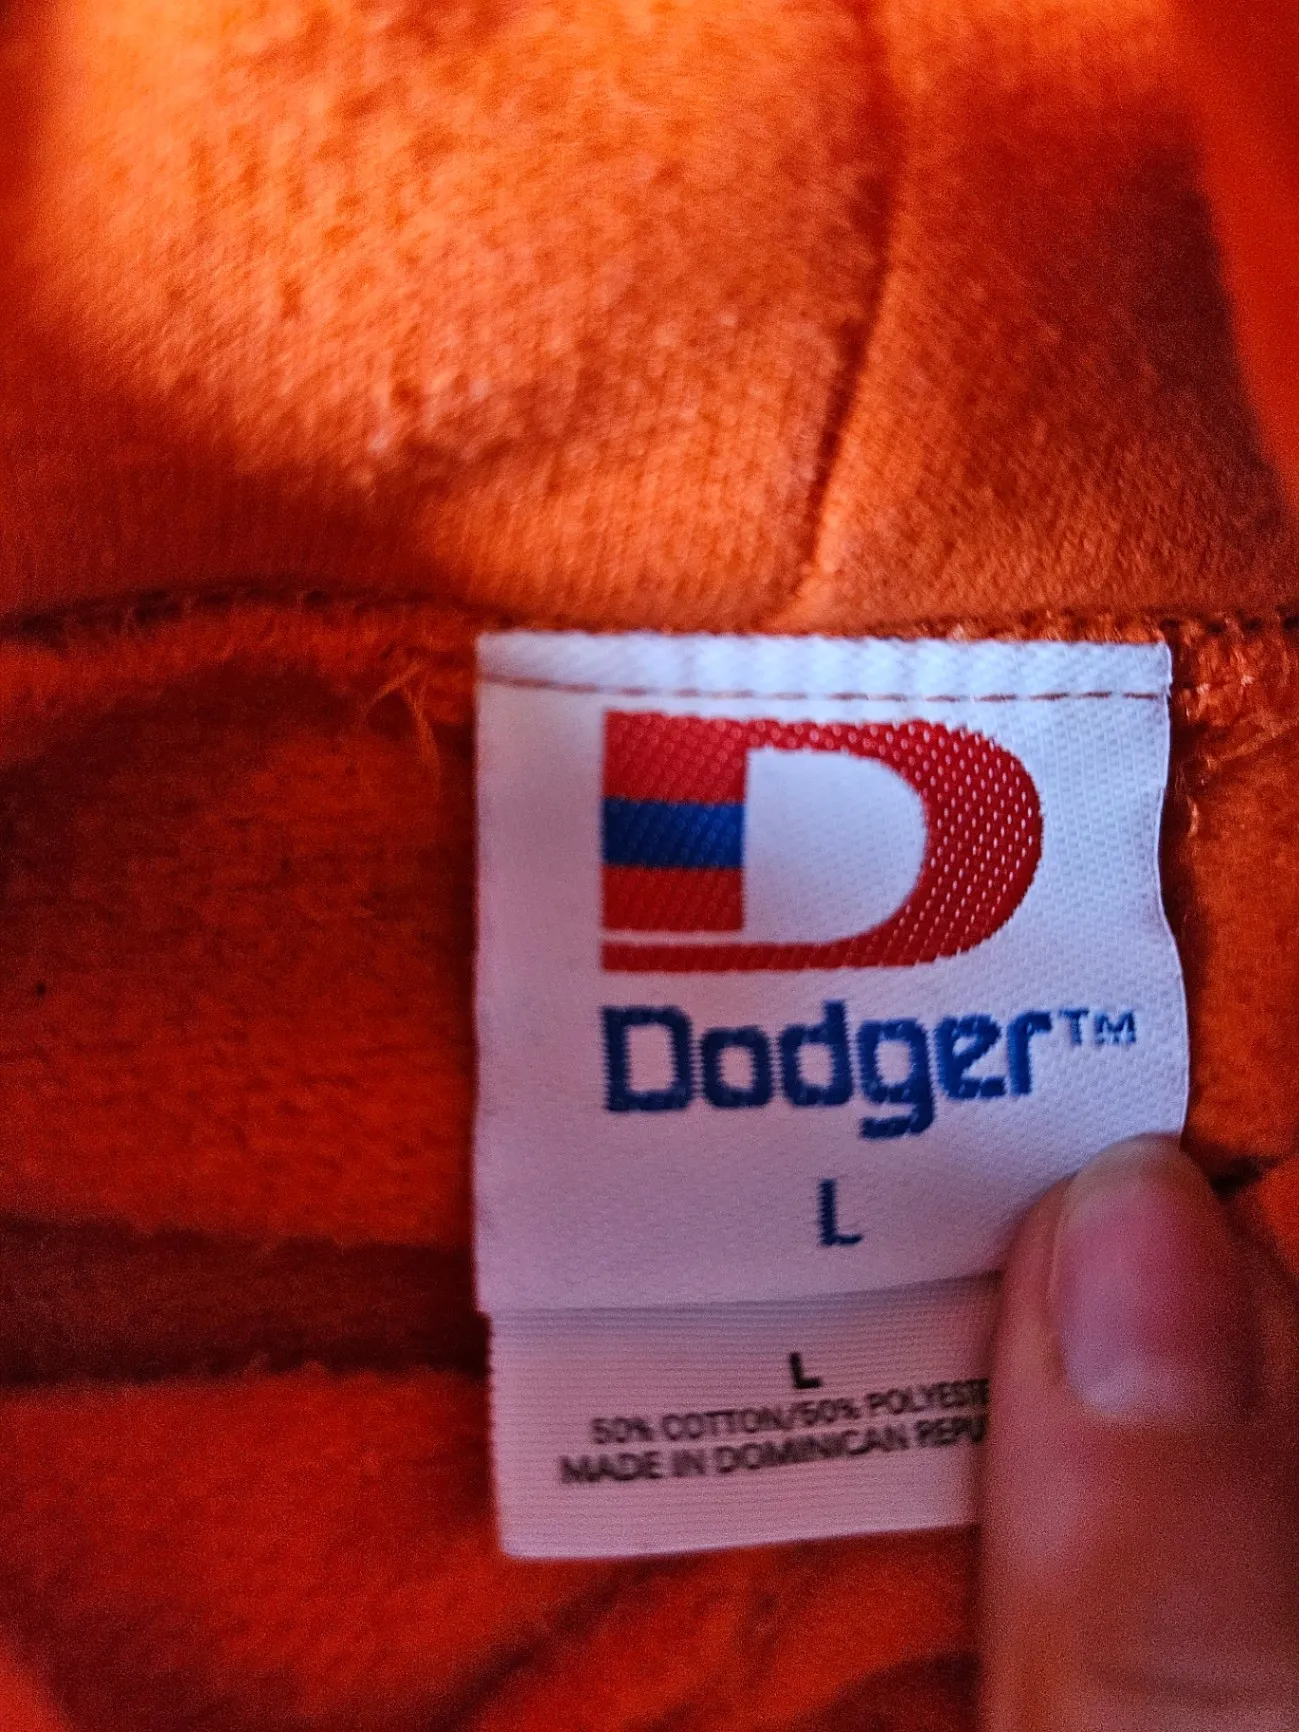 D
Dodger™
L
L
50% COTTON/50% POLYESTE
MADE IN DOMINICAN REPU